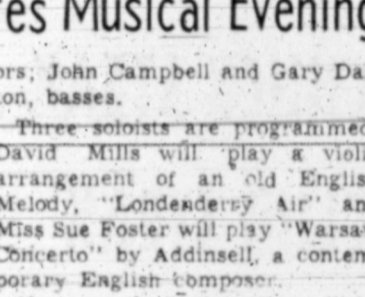 es Musical Evening
ors; John Campbell and Gary Da
on, basses.
Three soloists are programmed
David Mills will play a violi
arrangement of an old Englis
Melody, "Londenderry Air" an
Miss Sue Foster will play "Warsa
Concerto" by Addinsell, a contem
porary English composer.